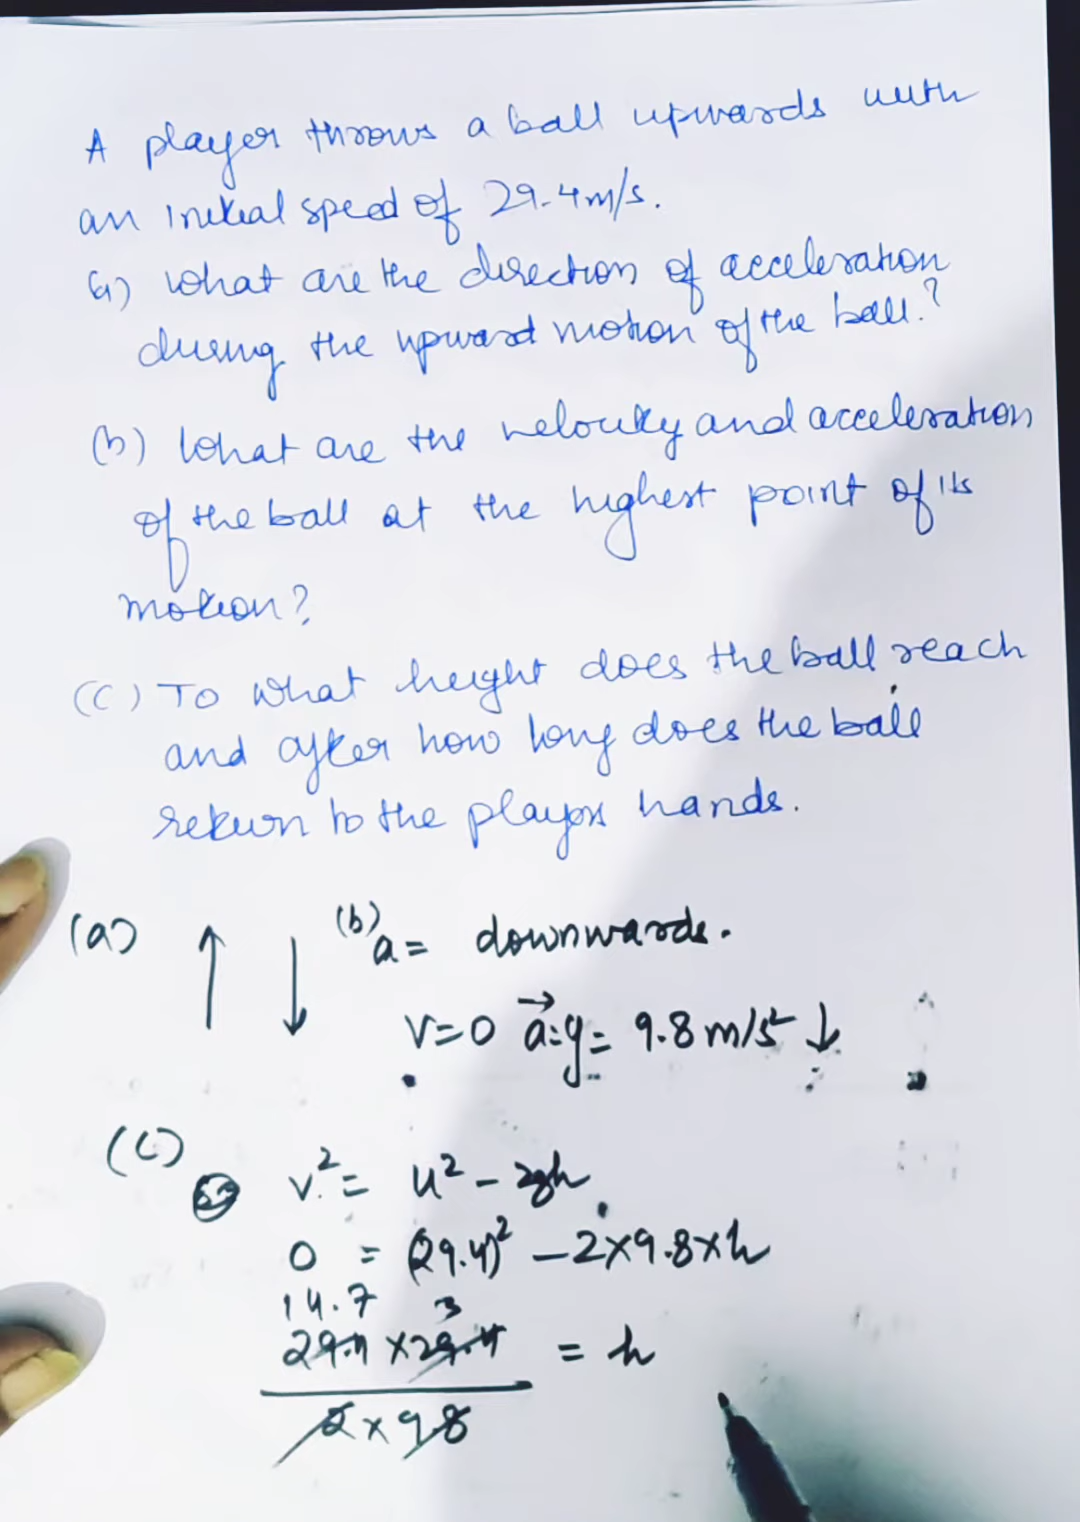 A player throws a ball upwards with
an initial speed of 29.4m/s.
(a) What are the direction of acceleration
during the upward motion of the ball?
(b) What are the velocity and acceleration
of the ball at the highest point of its
motion?
(C) To What height does the ball reach
and after how long does the ball
return to the players hands.
(a) ↑ ↓ (b) a = downwards.
v=0 a⃗=g= 9.8 m/s² ↓
(C) v² = u² - 2gh
0 = (29.4)² - 2×9.8×h
14.7 3
29.4 × 29.4 = h
2 × 9.8